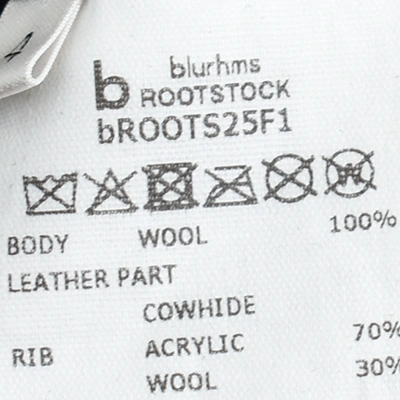 b blurhms
ROOTSTOCK
bROOTS25F1
W
BODY WOOL 100%
LEATHER PART
COWHIDE
RIB ACRYLIC 70%
WOOL 30%